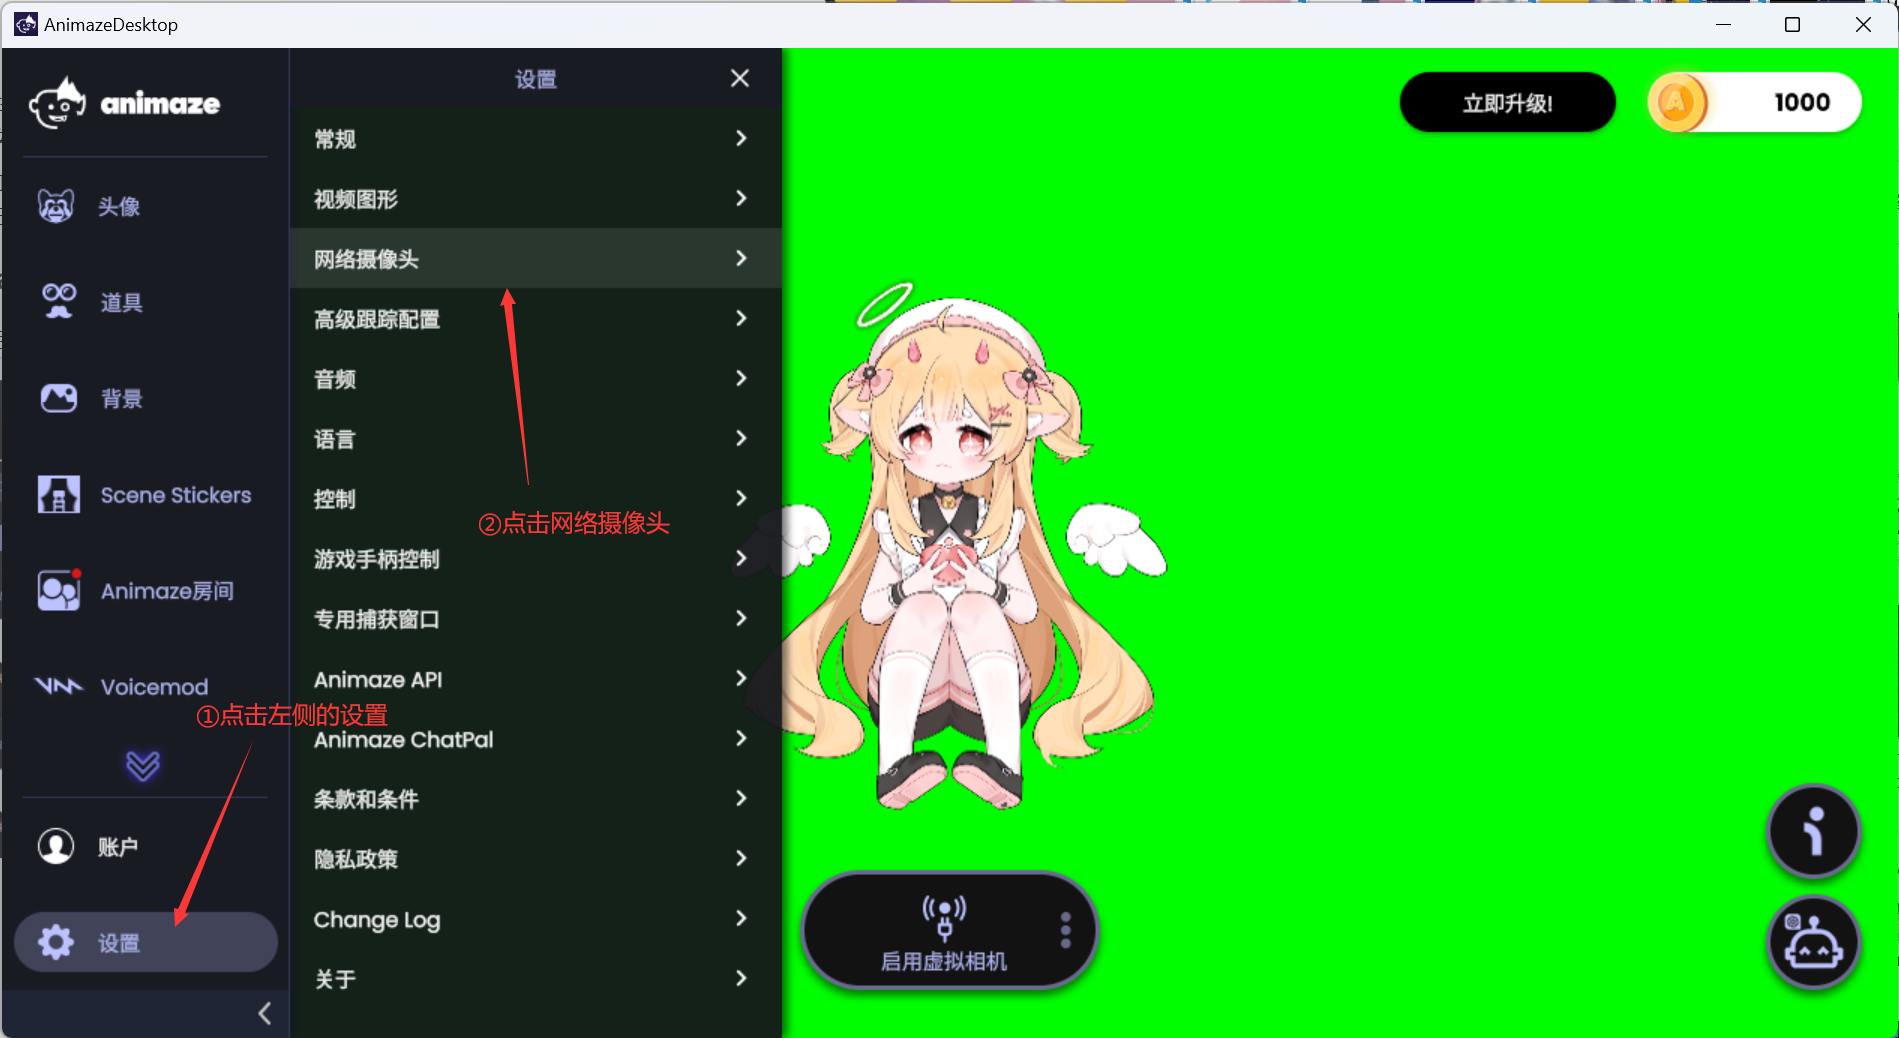 AnimazeDesktop
animaze
头像
道具
背景
Scene Stickers
Animaze房间
Voicemod
①点击左侧的设置
账户
设置
设置
常规
视频图形
网络摄像头
高级跟踪配置
音频
语言
控制
②点击网络摄像头
游戏手柄控制
专用捕获窗口
Animaze API
Animaze ChatPal
条款和条件
隐私政策
Change Log
关于
立即升级!
A
1000
启用虚拟相机